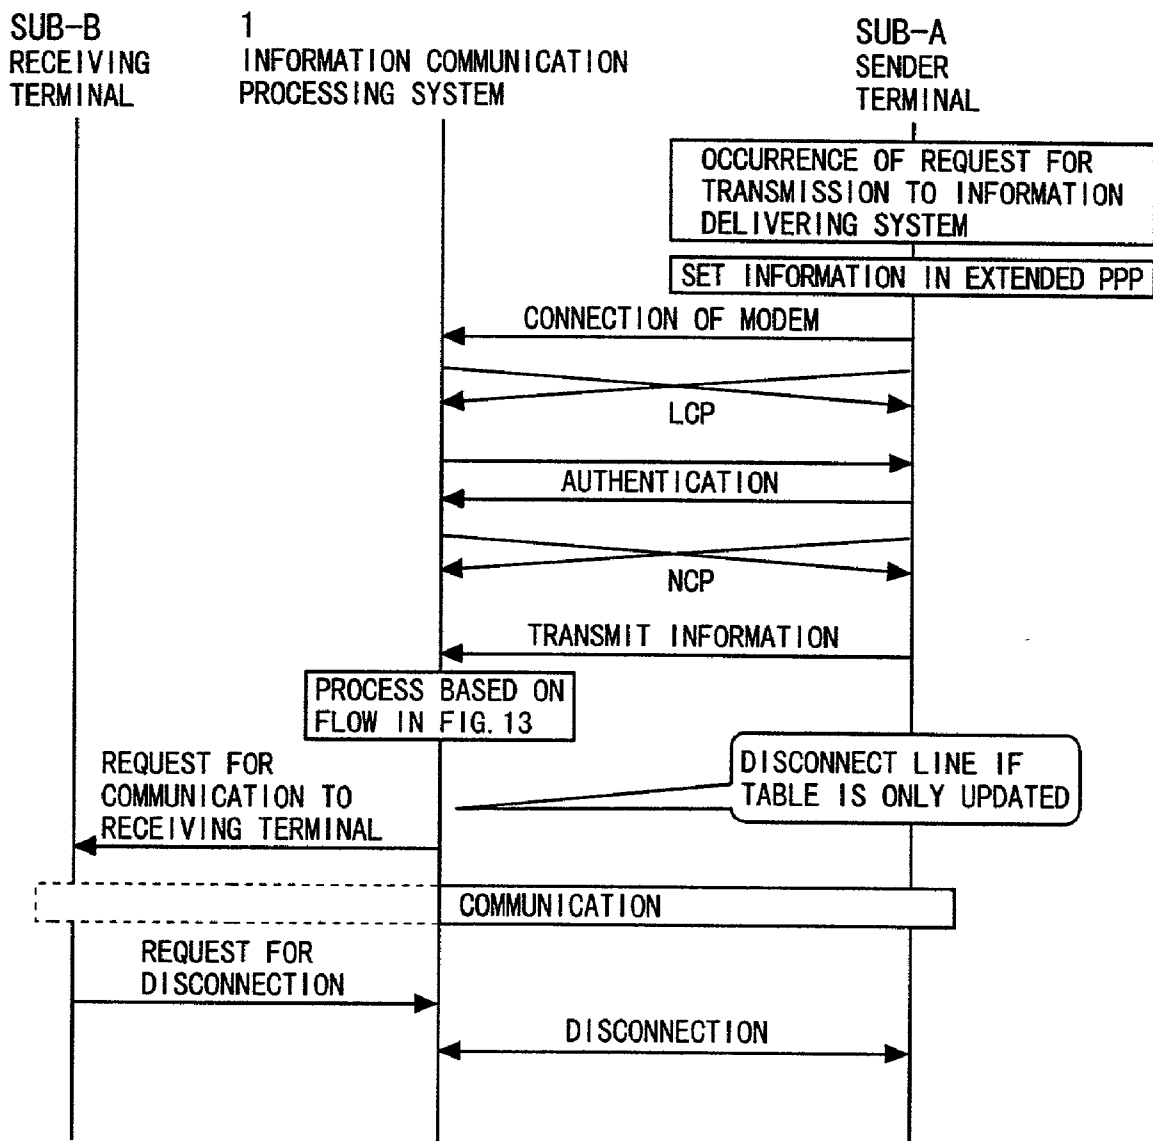 SUB-B
RECEIVING
TERMINAL
1
INFORMATION COMMUNICATION
PROCESSING SYSTEM
SUB-A
SENDER
TERMINAL
OCCURRENCE OF REQUEST FOR
TRANSMISSION TO INFORMATION
DELIVERING SYSTEM
SET INFORMATION IN EXTENDED PPP
CONNECTION OF MODEM
LCP
AUTHENTICATION
NCP
TRANSMIT INFORMATION
PROCESS BASED ON
FLOW IN FIG. 13
REQUEST FOR
COMMUNICATION TO
RECEIVING TERMINAL
DISCONNECT LINE IF
TABLE IS ONLY UPDATED
COMMUNICATION
REQUEST FOR
DISCONNECTION
DISCONNECTION